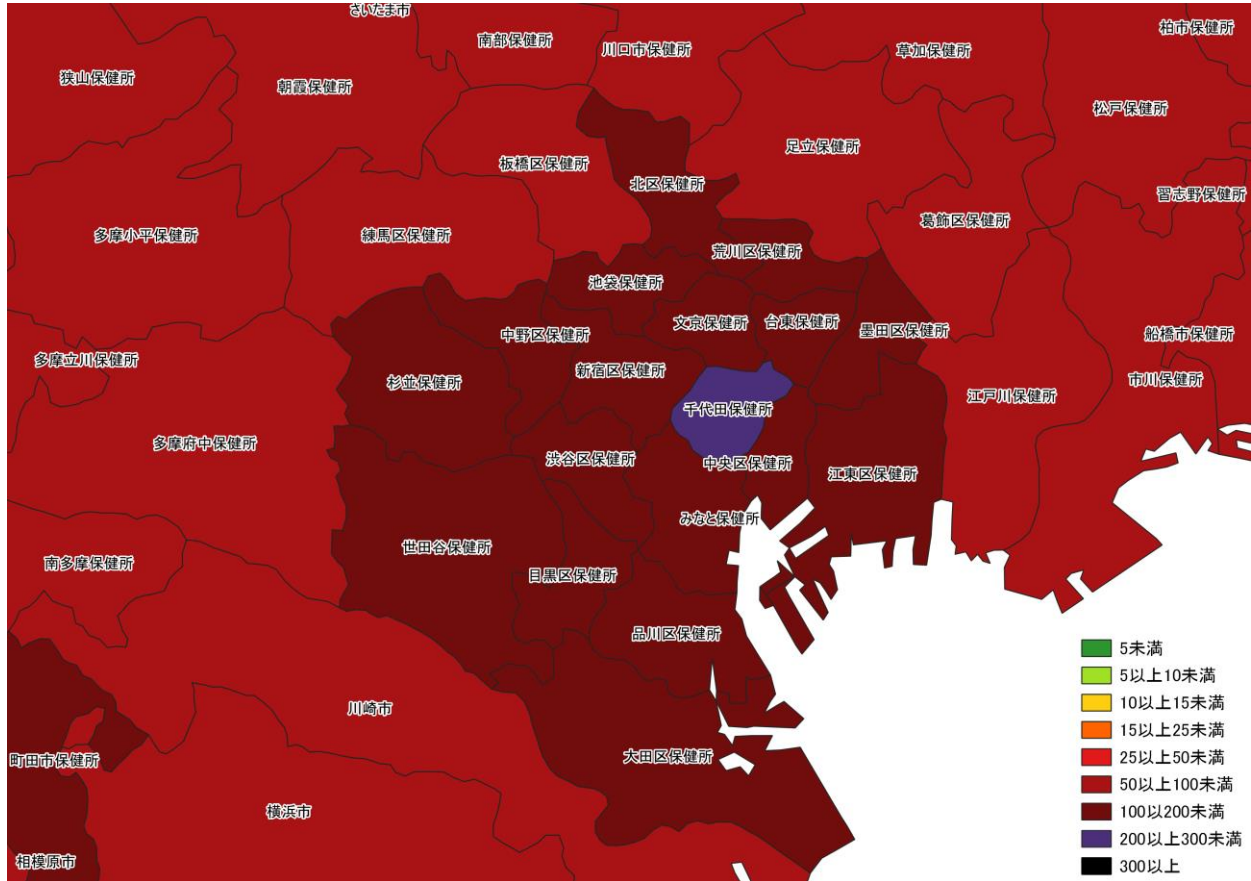 さいたま市
南部保健所
川口市保健所
草加保健所
柏市保健所
狭山保健所
朝霞保健所
松戸保健所
板橋区保健所
足立保健所
北区保健所
習志野保健所
多摩小平保健所
練馬区保健所
葛飾区保健所
荒川区保健所
池袋保健所
文京保健所
台東保健所
墨田区保健所
中野区保健所
船橋市保健所
多摩立川保健所
新宿区保健所
杉並保健所
市川保健所
江戸川保健所
千代田保健所
多摩府中保健所
渋谷区保健所
中央区保健所
江東区保健所
みなと保健所
世田谷保健所
南多摩保健所
目黒区保健所
品川区保健所
川崎市
町田市保健所
大田区保健所
横浜市
相模原市
5未満
5以上10未満
10以上15未満
15以上25未満
25以上50未満
50以上100未満
100以200未満
200以上300未満
300以上